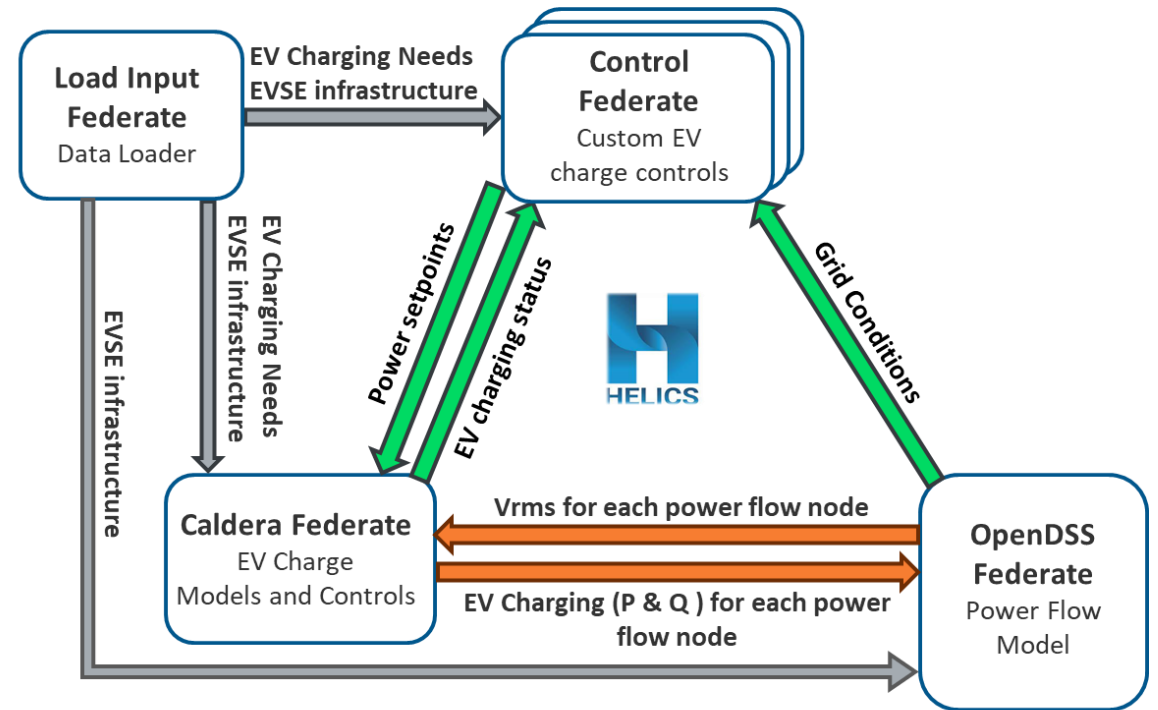 Load Input
Federate
Data Loader
EV Charging Needs
EVSE infrastructure
Control
Federate
Custom EV
charge controls
EVSE infrastructure
EV Charging Needs
EVSE infrastructure
Power setpoints
EV charging status
HELICS
Grid Conditions
Caldera Federate
EV Charge
Models and Controls
Vrms for each power flow node
EV Charging (P & Q ) for each power
flow node
OpenDSS
Federate
Power Flow
Model